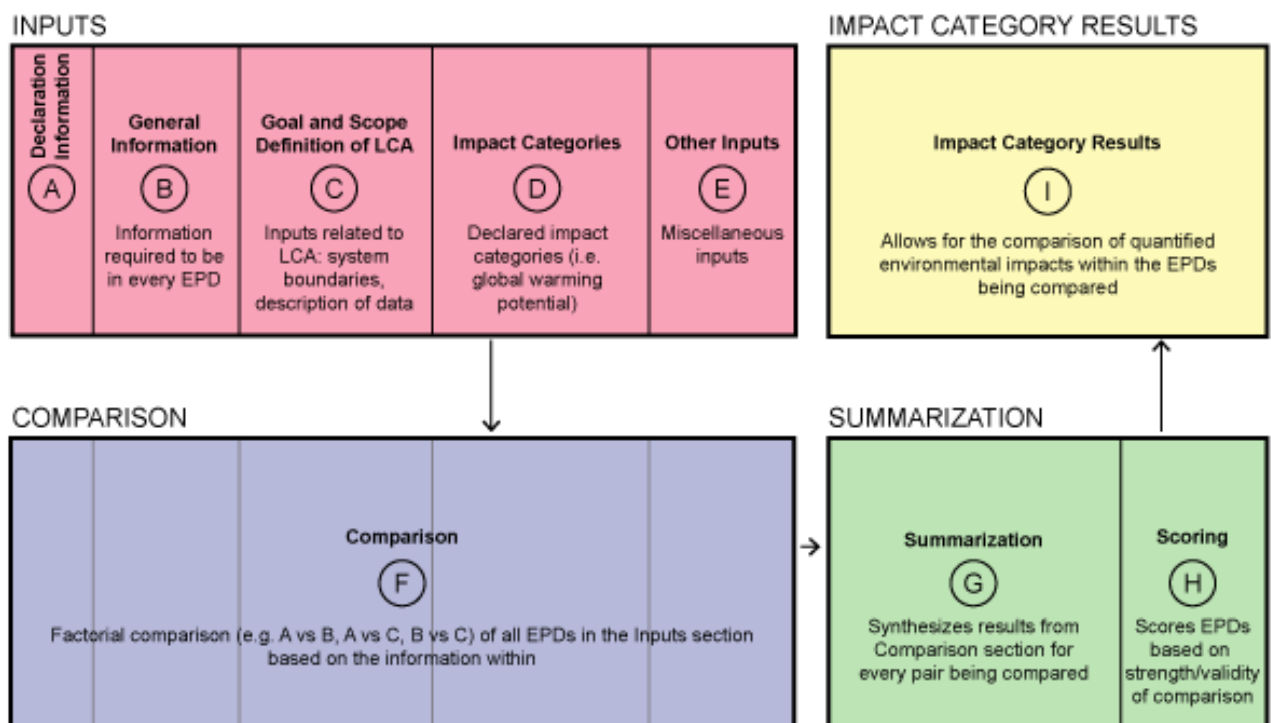 INPUTS
Declaration
Information
A
General
Information
B
Information
required to be
in every EPD
Goal and Scope
Definition of LCA
C
Inputs related to
LCA: system
boundaries,
description of data
Impact Categories
D
Declared impact
categories (i.e.
global warming
potential)
Other Inputs
E
Miscellaneous
inputs
IMPACT CATEGORY RESULTS
Impact Category Results
I
Allows for the comparison of quantified
environmental impacts within the EPDs
being compared
COMPARISON
Comparison
F
Factorial comparison (e.g. A vs B, A vs C, B vs C) of all EPDs in the Inputs section
based on the information within
SUMMARIZATION
Summarization
G
Synthesizes results from
Comparison section for
every pair being compared
Scoring
H
Scores EPDs
based on
strength/validity
of comparison